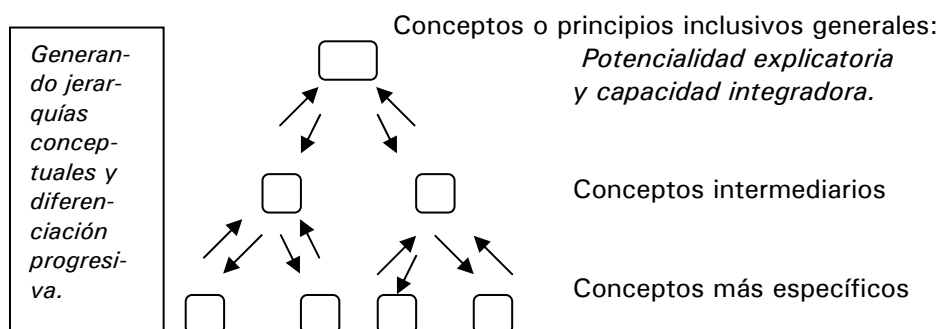 Generan-
do jerar-
quías
concep-
tuales y
diferen-
ciación
progresi-
va.
Conceptos o principios inclusivos generales:
Potencialidad explicatoria
y capacidad integradora.
Conceptos intermediarios
Conceptos más específicos